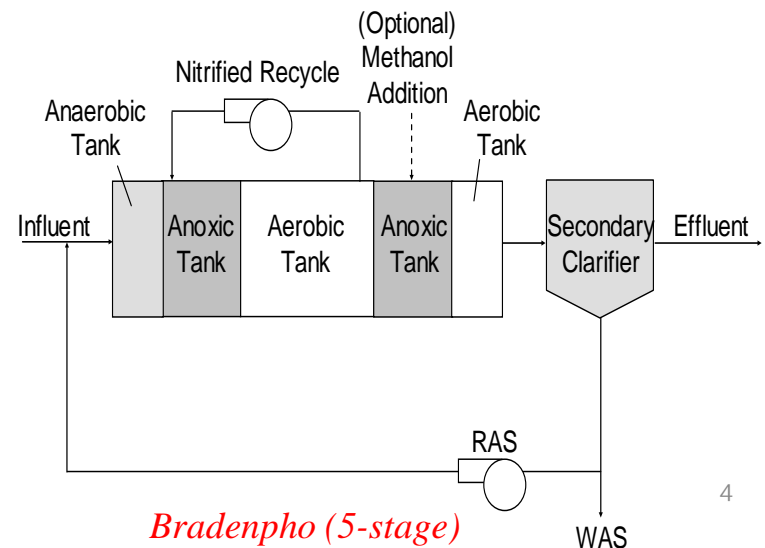 (Optional)
Methanol
Addition
Nitrified Recycle
Anaerobic
Tank
Aerobic
Tank
Influent
Anoxic
Tank
Aerobic
Tank
Anoxic
Tank
Secondary
Clarifier
Effluent
RAS
WAS
Bradenpho (5-stage)
4